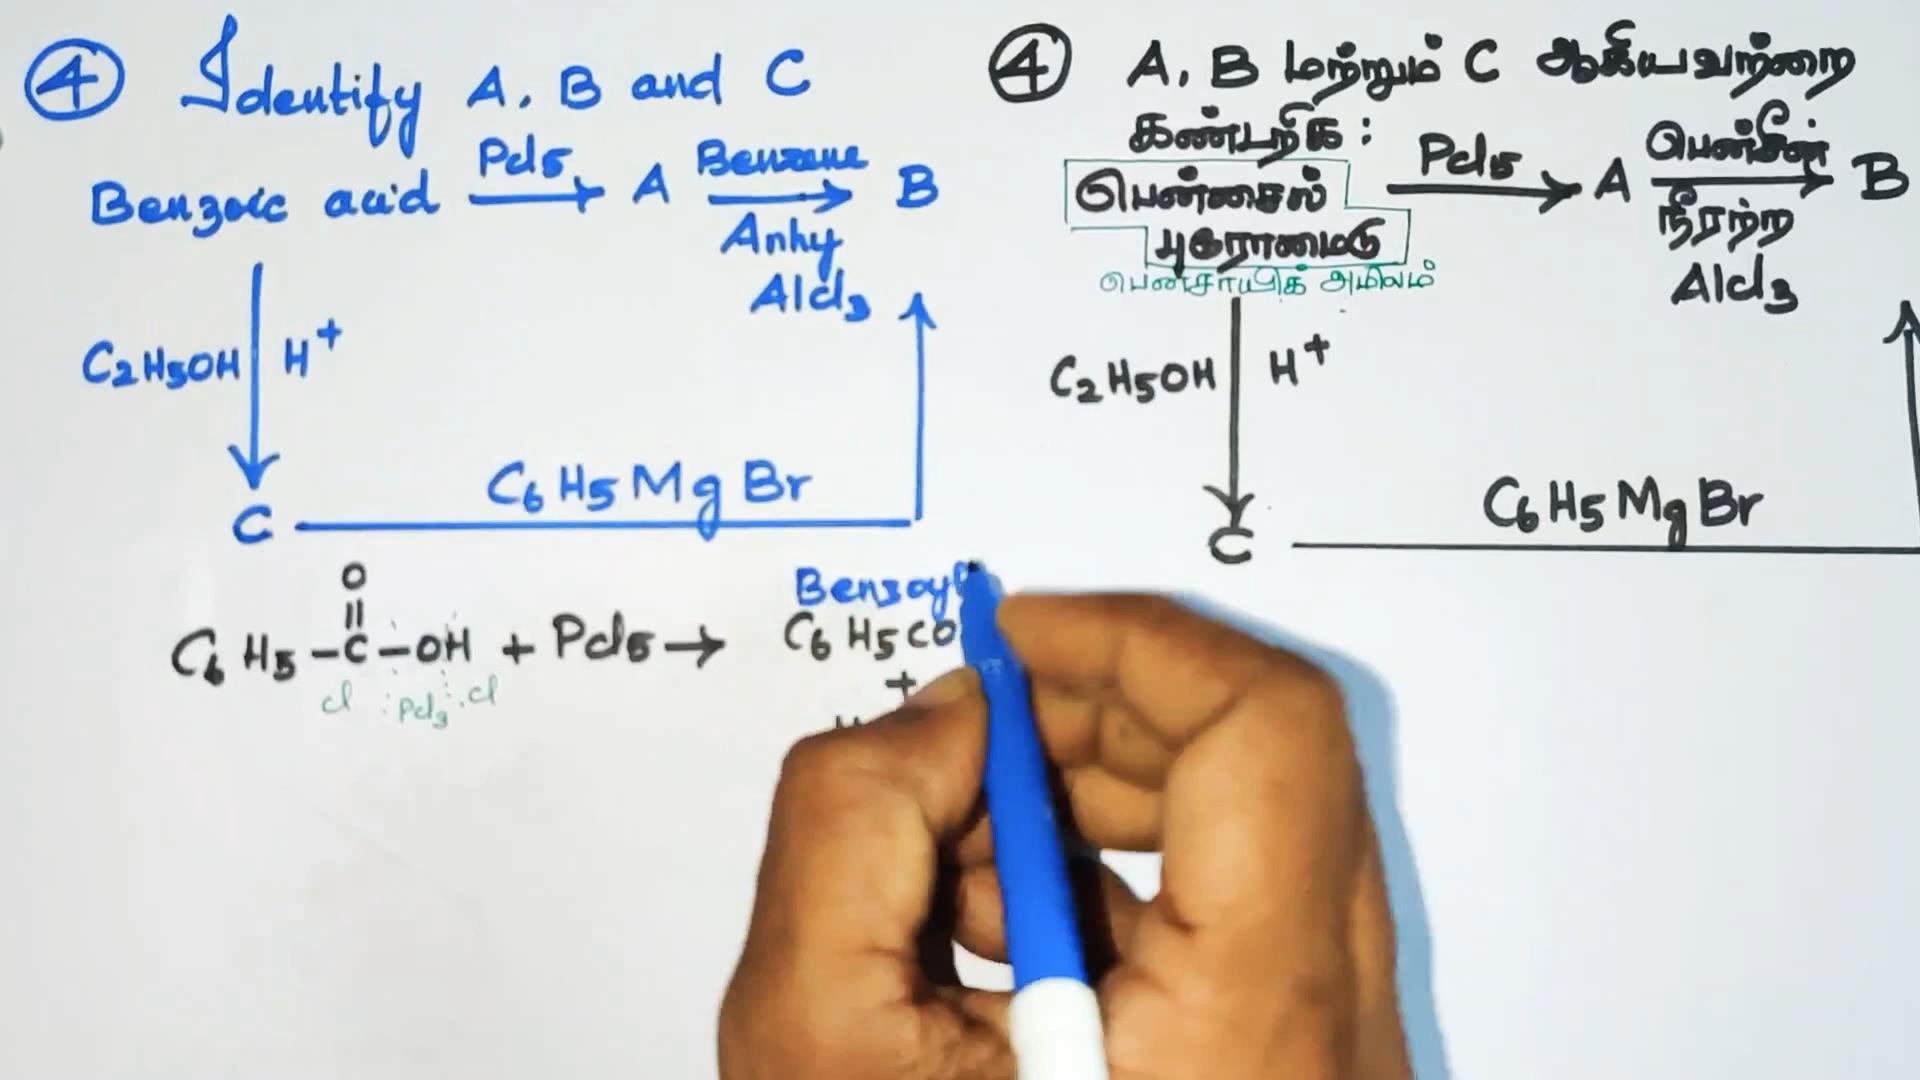 ④ Identify A, B and C
Benzoic acid PCl5 → A Benzene → B
Anhy
AlCl3
C2H5OH H+
C6H5MgBr
C
O
C6H5-C-OH + PCl5 → C6H5CO
Cl PCl3 Cl
Benzoyl
+
④ A, B மற்றும் C ஆகியவற்றை
கண்டறிக :
பென்சைல் PCl5 → A பென்சீன் → B
புரோமைடு நீரற்ற
பென்சாயிக் அமிலம் AlCl3
C2H5OH H+
C6H5MgBr
C